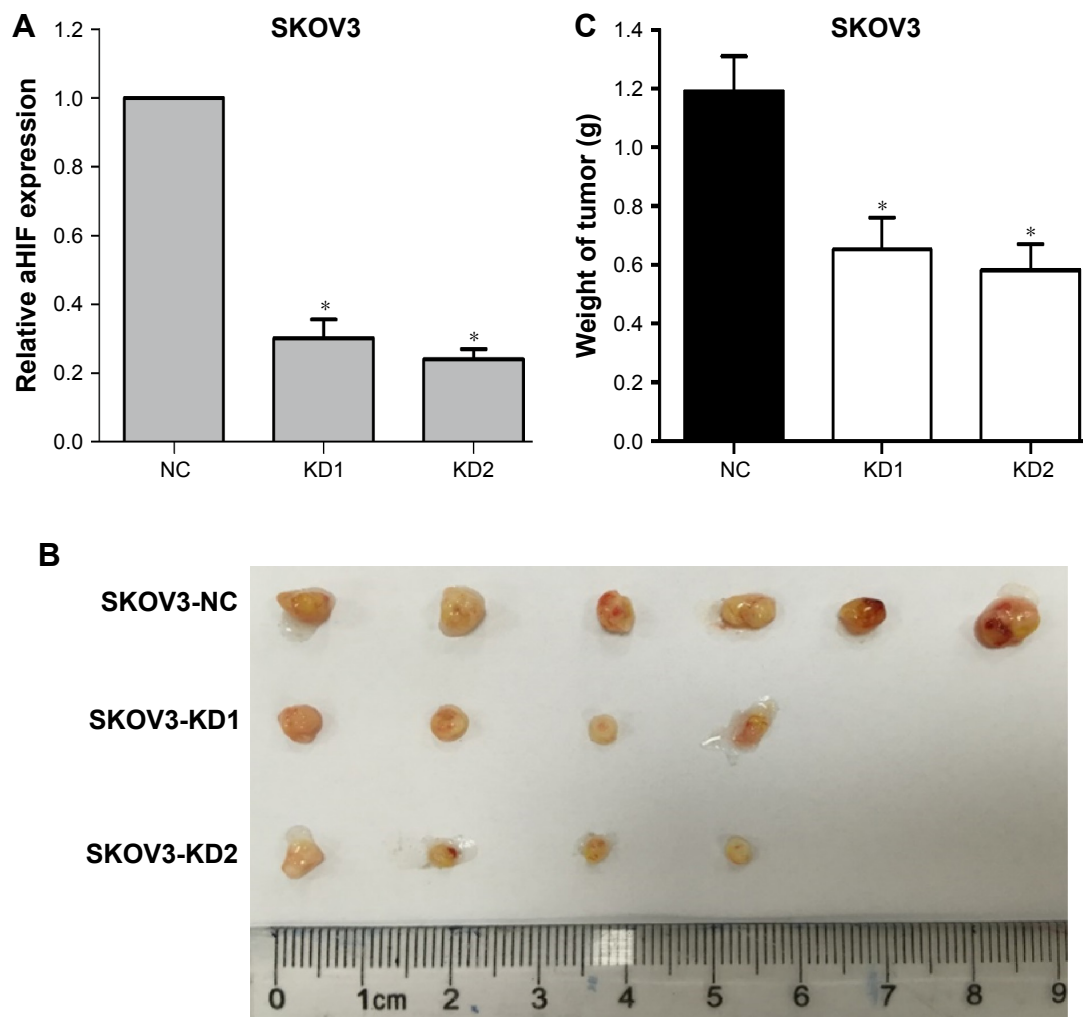 A
SKOV3
Relative aHIF expression
1.2
1.0
0.8
0.6
0.4
0.2
0.0
*
*
NC KD1 KD2
C
SKOV3
Weight of tumor (g)
1.4
1.2
1.0
0.8
0.6
0.4
0.2
0.0
*
*
NC KD1 KD2
B
SKOV3-NC
SKOV3-KD1
SKOV3-KD2
0 1cm 2 3 4 5 6 7 8 9